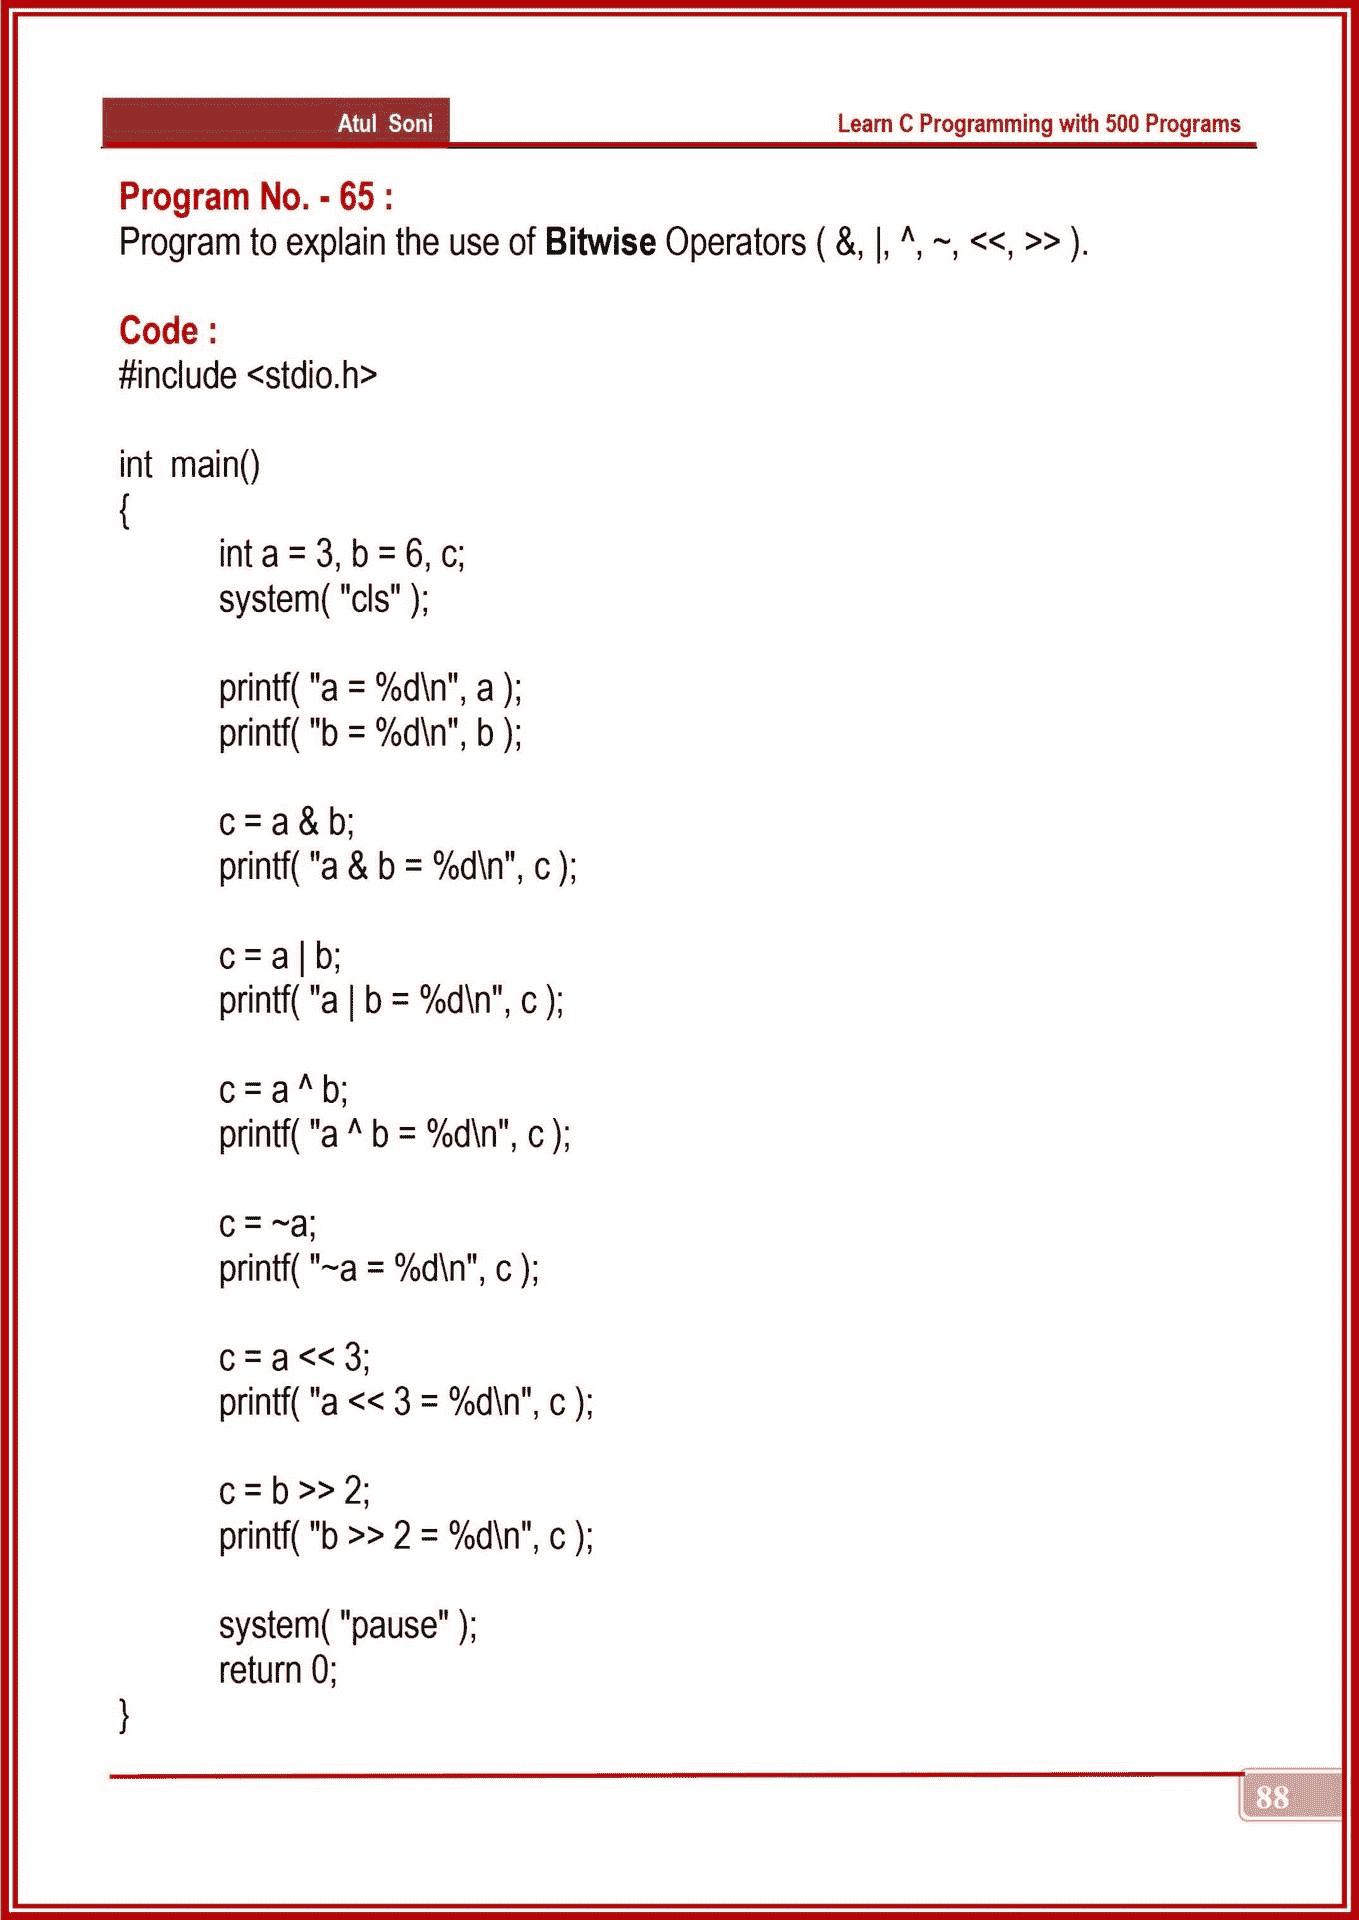 Atul Soni
Learn C Programming with 500 Programs
Program No. - 65 :
Program to explain the use of Bitwise Operators ( &, |, ^, ~, <<, >> ).
Code :
#include <stdio.h>
int main()
{
int a = 3, b = 6, c;
system( "cls" );
printf( "a = %d\n", a );
printf( "b = %d\n", b );
c = a & b;
printf( "a & b = %d\n", c );
c = a | b;
printf( "a | b = %d\n", c );
c = a ^ b;
printf( "a ^ b = %d\n", c );
c = ~a;
printf( "~a = %d\n", c );
c = a << 3;
printf( "a << 3 = %d\n", c );
c = b >> 2;
printf( "b >> 2 = %d\n", c );
system( "pause" );
return 0;
}
88